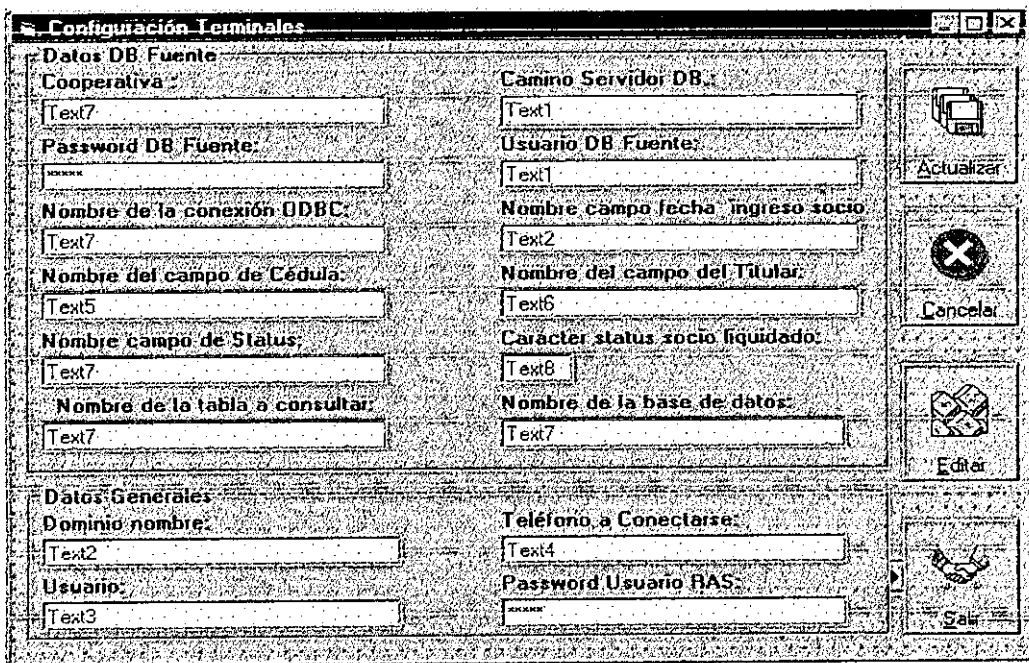 Configuración Terminales
Datos DB Fuente
Cooperativa :
Camino Servidor DB.:
Text7
Text1
Password DB Fuente:
Usuario DB Fuente:
xxxxx
Text1
Nombre de la conexión ODBC:
Nombre campo fecha ingreso socio
Text7
Text2
Nombre del campo de Cédula:
Nombre del campo del Titular:
Text5
Text6
Nombre campo de Status:
Caracter status socio liquidado:
Text7
Text8
Nombre de la tabla a consultar:
Nombre de la base de datos:
Text7
Text7
Datos Generales
Dominio nombre:
Teléfono a Conectarse:
Text2
Text4
Usuario:
Password Usuario RAS:
Text3
xxxxx
Actualizar
Cancelar
Editar
Salir